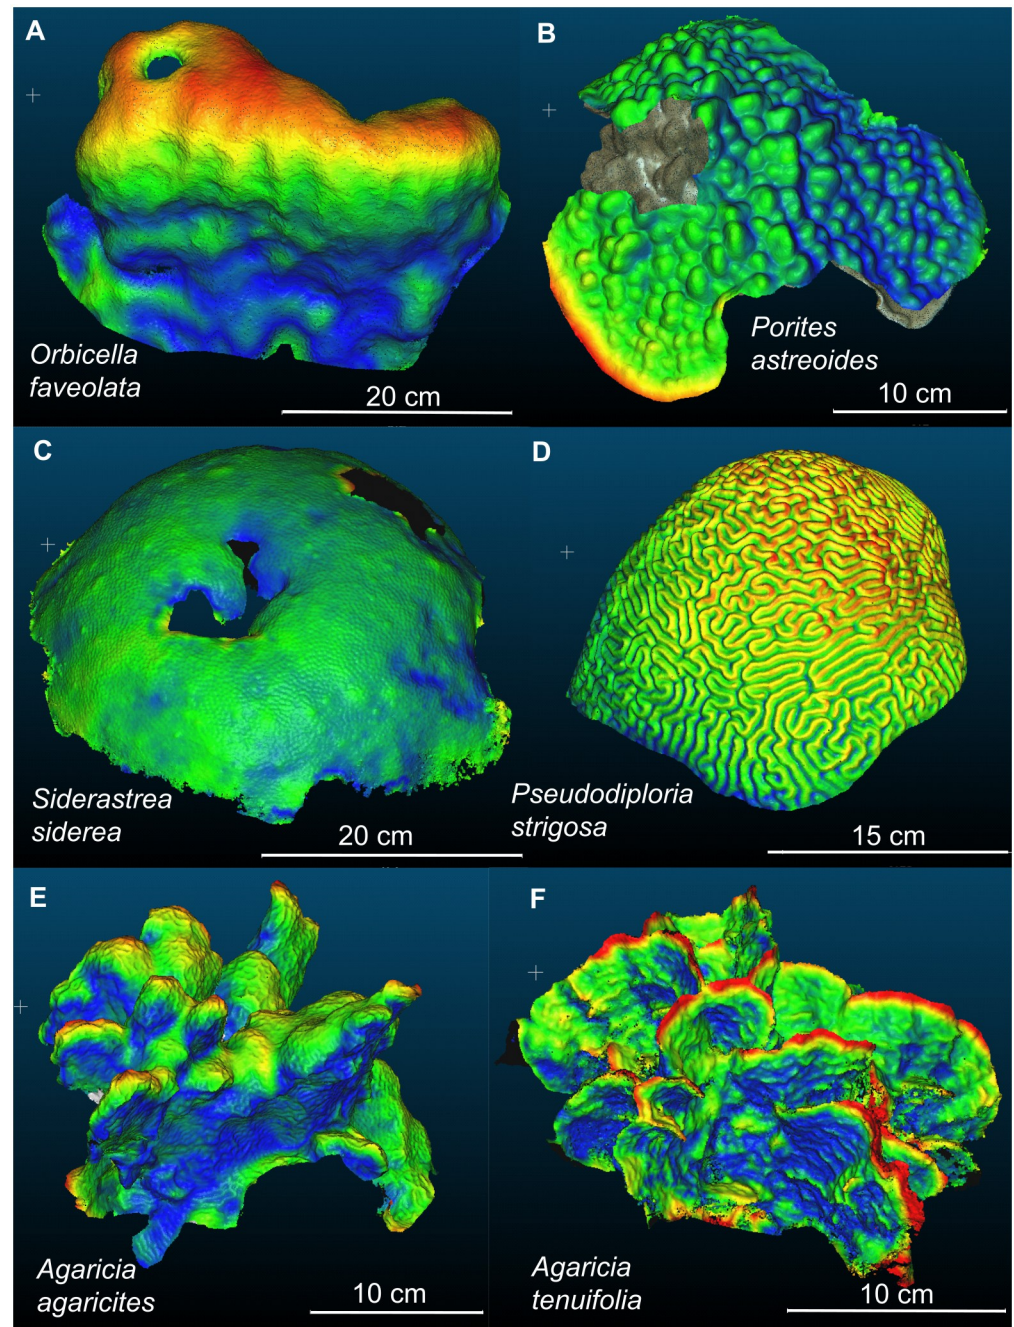 A
Orbicella
faveolata
20 cm
B
Porites
astreoides
10 cm
C
Siderastrea
siderea
20 cm
D
Pseudodiploria
strigosa
15 cm
E
Agaricia
agaricites
10 cm
F
Agaricia
tenuifolia
10 cm